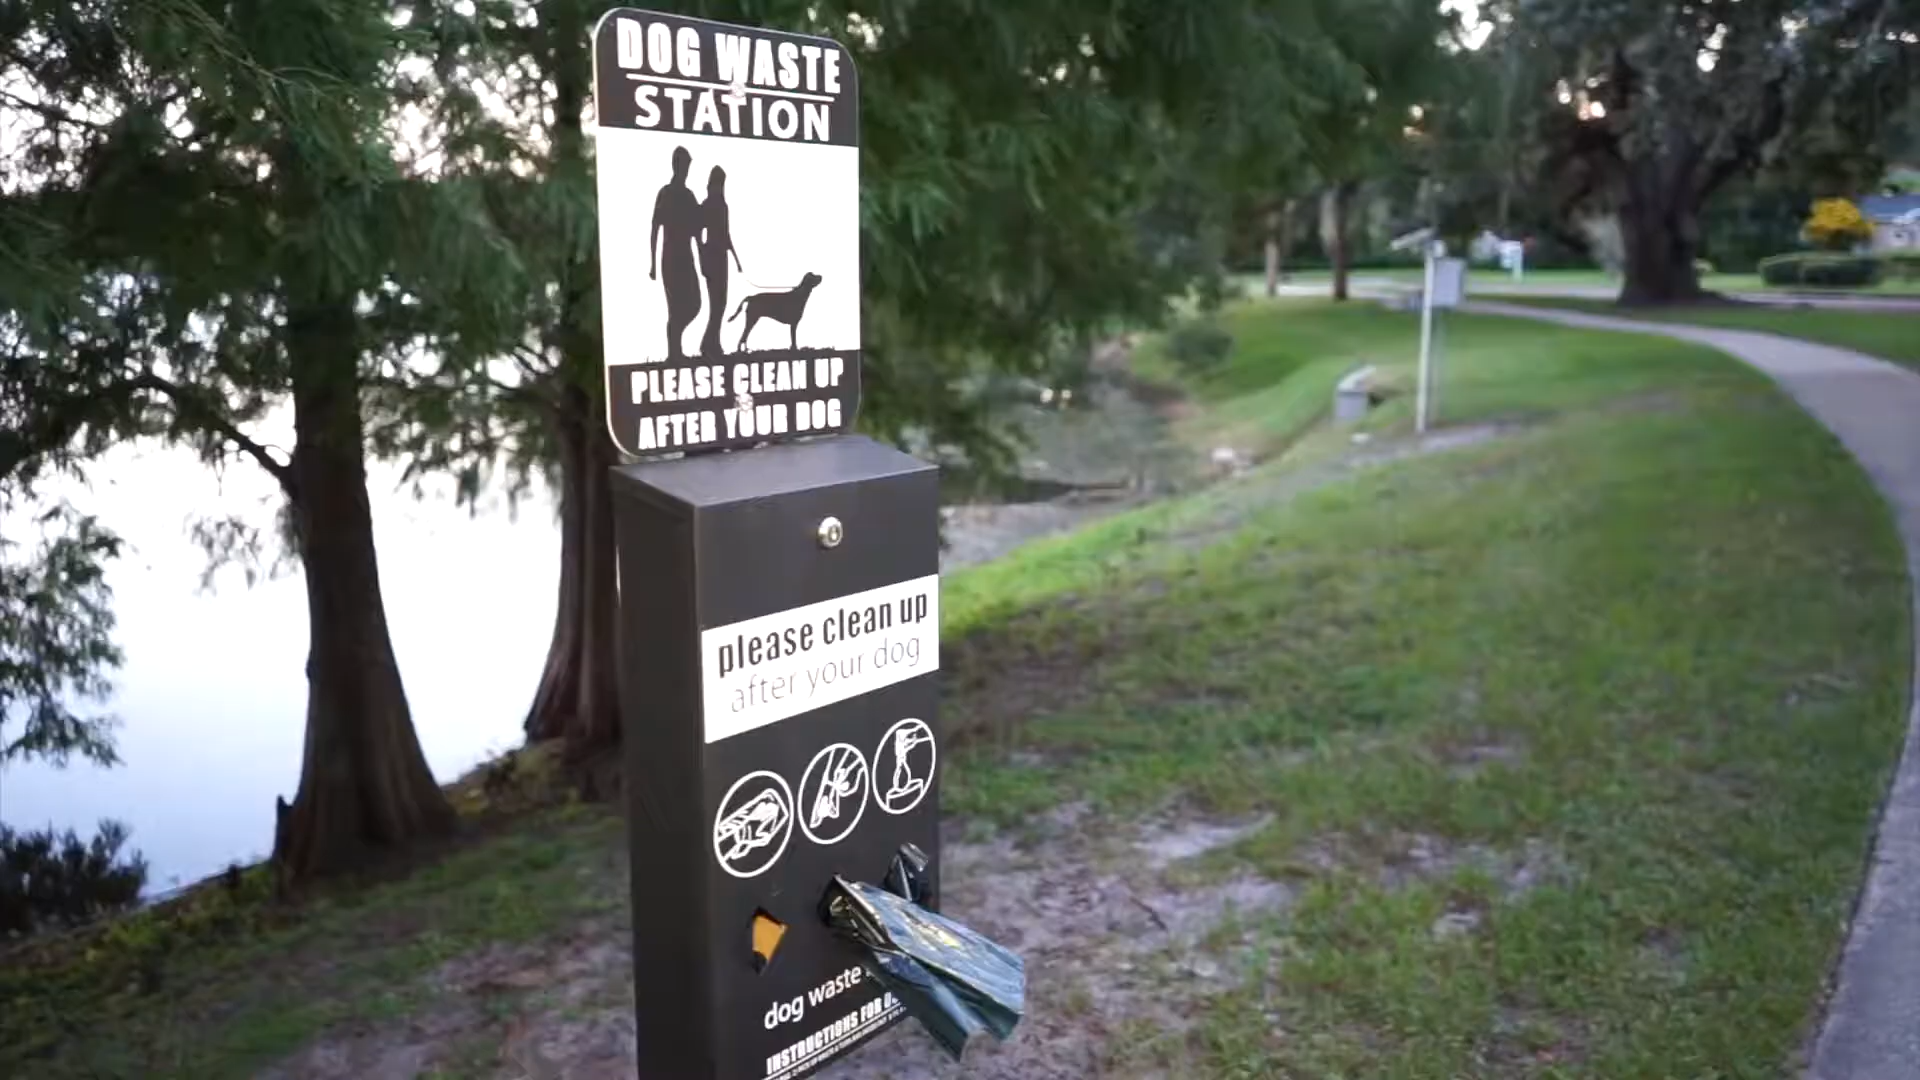 DOG WASTE
STATION
PLEASE CLEAN UP
AFTER YOUR DOG
please clean up
after your dog
dog waste
INSTRUCTIONS FOR